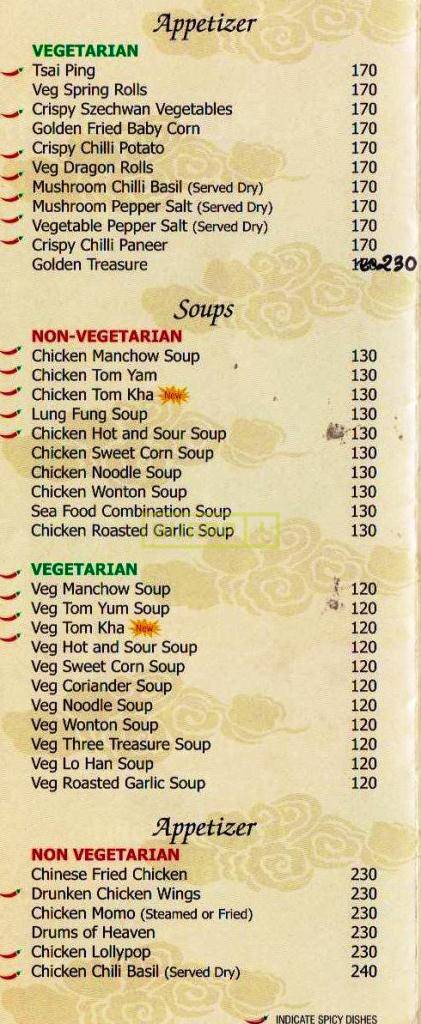 Appetizer
VEGETARIAN
Tsai Ping 170
Veg Spring Rolls 170
Crispy Szechwan Vegetables 170
Golden Fried Baby Corn 170
Crispy Chilli Potato 170
Veg Dragon Rolls 170
Mushroom Chilli Basil (Served Dry) 170
Mushroom Pepper Salt (Served Dry) 170
Vegetable Pepper Salt (Served Dry) 170
Crispy Chilli Paneer 170
Golden Treasure 230
Soups
NON-VEGETARIAN
Chicken Manchow Soup 130
Chicken Tom Yam 130
Chicken Tom Kha New 130
Lung Fung Soup 130
Chicken Hot and Sour Soup 130
Chicken Sweet Corn Soup 130
Chicken Noodle Soup 130
Chicken Wonton Soup 130
Sea Food Combination Soup 130
Chicken Roasted Garlic Soup 130
VEGETARIAN
Veg Manchow Soup 120
Veg Tom Yum Soup 120
Veg Tom Kha New 120
Veg Hot and Sour Soup 120
Veg Sweet Corn Soup 120
Veg Coriander Soup 120
Veg Noodle Soup 120
Veg Wonton Soup 120
Veg Three Treasure Soup 120
Veg Lo Han Soup 120
Veg Roasted Garlic Soup 120
Appetizer
NON VEGETARIAN
Chinese Fried Chicken 230
Drunken Chicken Wings 230
Chicken Momo (Steamed or Fried) 230
Drums of Heaven 230
Chicken Lollypop 230
Chicken Chili Basil (Served Dry) 240
INDICATE SPICY DISHES